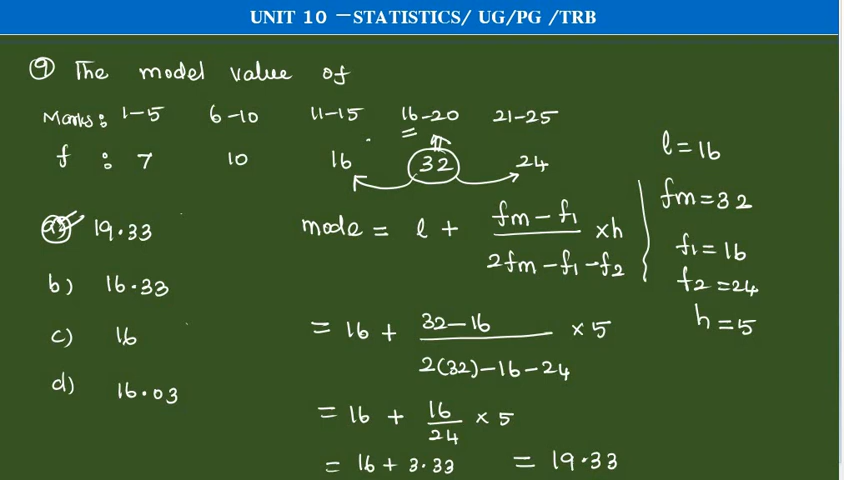 UNIT 10 – STATISTICS/ UG/PG /TRB
9) The model value of
Marks: 1-5 6-10 11-15 16-20 21-25
f : 7 10 16 32 24
a) 19.33
b) 16.33
c) 16
d) 16.03
mode = l + (fm - f1)/(2fm - f1 - f2) × h
= 16 + (32-16)/(2(32)-16-24) × 5
= 16 + 16/24 × 5
= 16 + 3.33 = 19.33
l = 16
fm = 32
f1 = 16
f2 = 24
h = 5